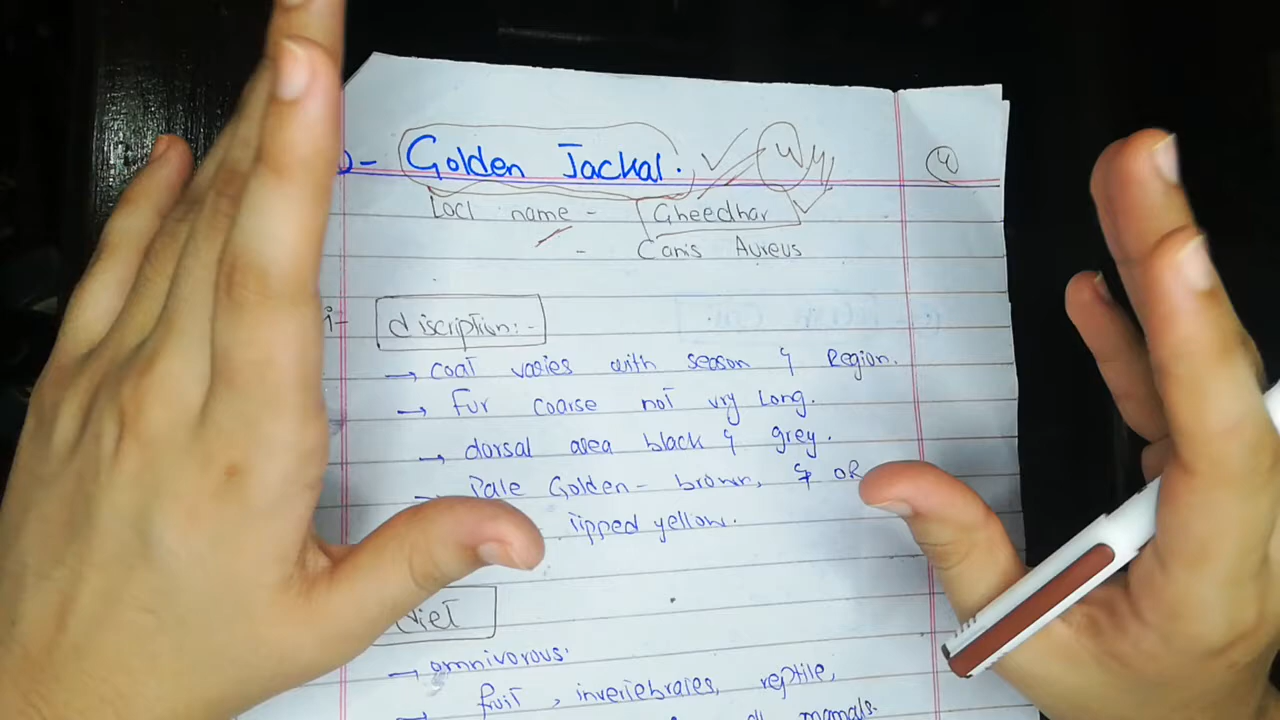 Golden Jackal.
Locl name - Gheedhar
- Canis Aureus
i- discription:-
→ coat varies with season & Region.
→ Fur coarse not vry Long.
→ dorsal area black & grey.
→ Pale Golden - brown, & OR
Tipped yellow.
→ omnivorous.
→ fruit, invertebrates, reptile,
mamals.